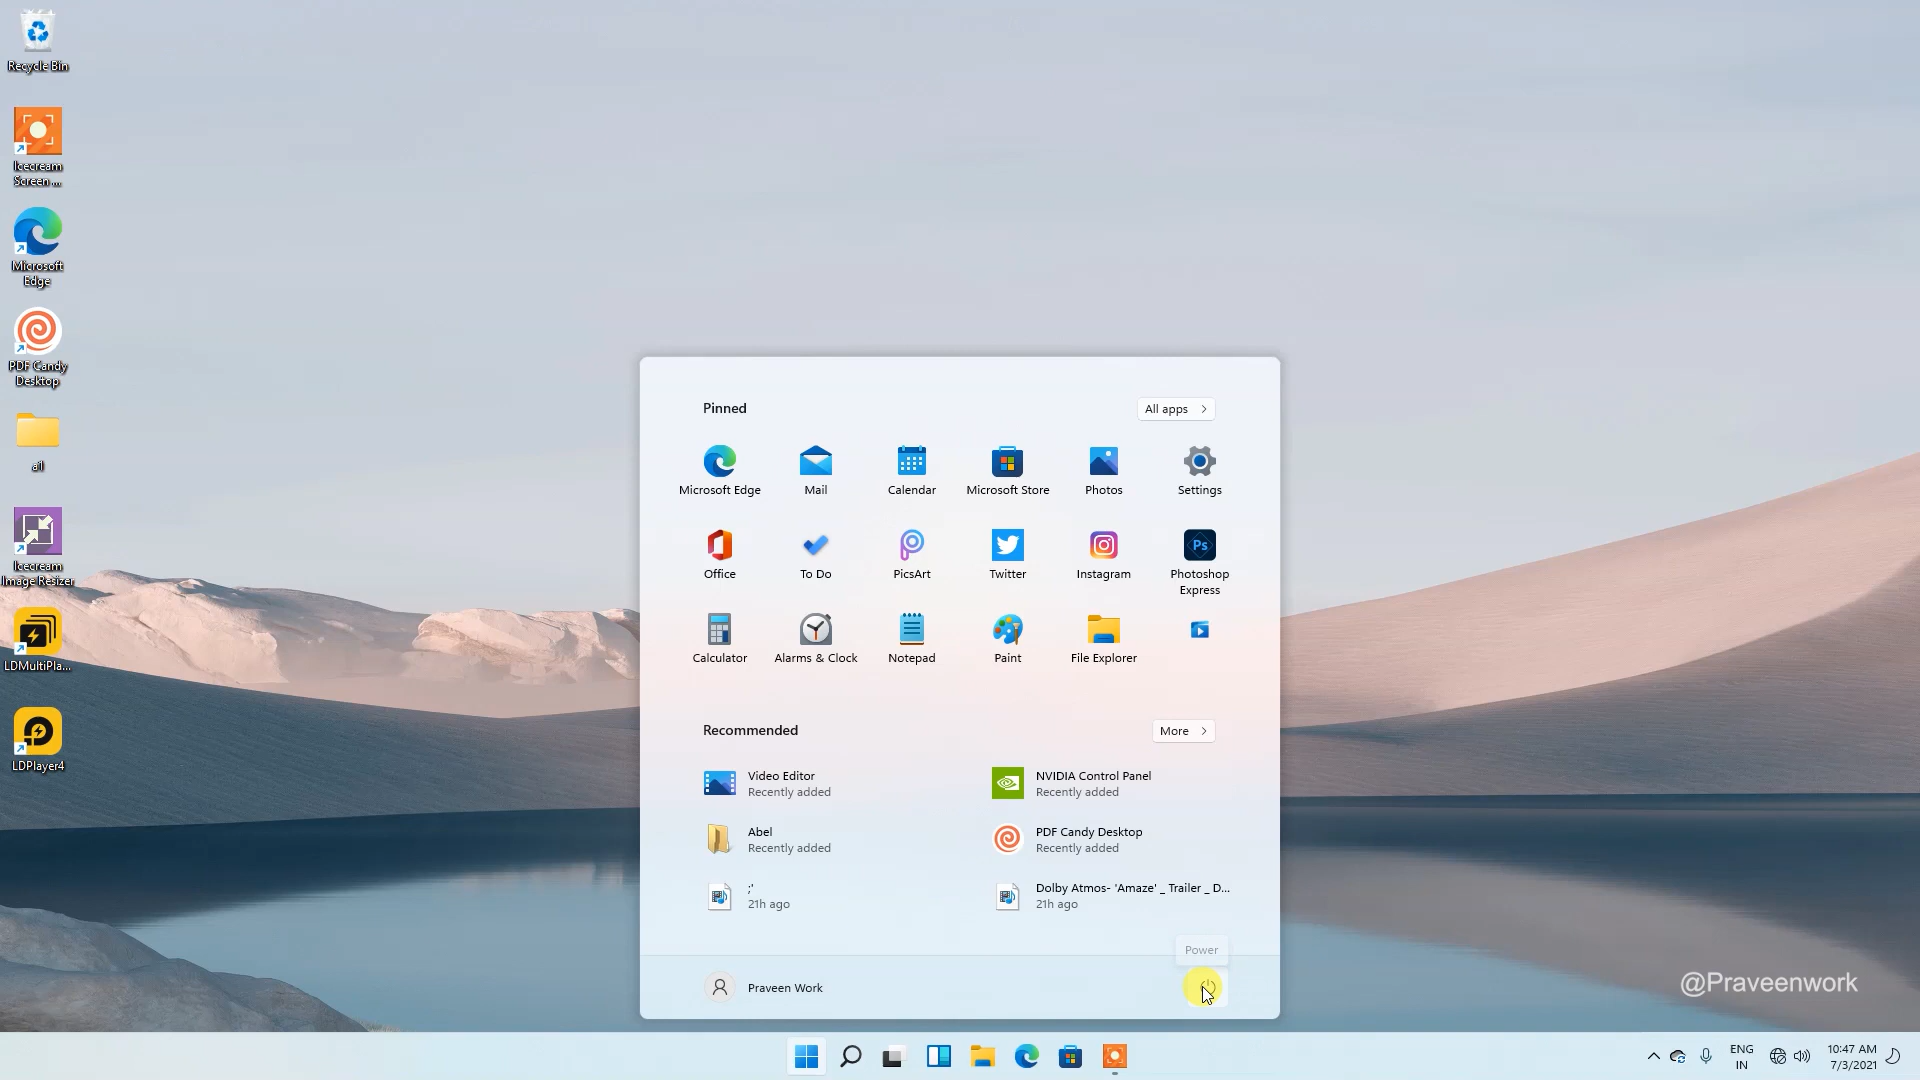 Recycle Bin
Icecream
Screen ...
Microsoft
Edge
PDF Candy
Desktop
a1
Icecream
Image Resizer
LDMultiPla...
LDPlayer4
Pinned
All apps
Microsoft Edge
Mail
Calendar
Microsoft Store
Photos
Settings
Office
To Do
PicsArt
Twitter
Instagram
Ps
Photoshop
Express
Calculator
Alarms & Clock
Notepad
Paint
File Explorer
Recommended
More
Video Editor
Recently added
NVIDIA Control Panel
Recently added
Abel
Recently added
PDF Candy Desktop
Recently added
;'
21h ago
Dolby Atmos- 'Amaze' _ Trailer _ D...
21h ago
Power
Praveen Work
@Praveenwork
ENG
IN
10:47 AM
7/3/2021